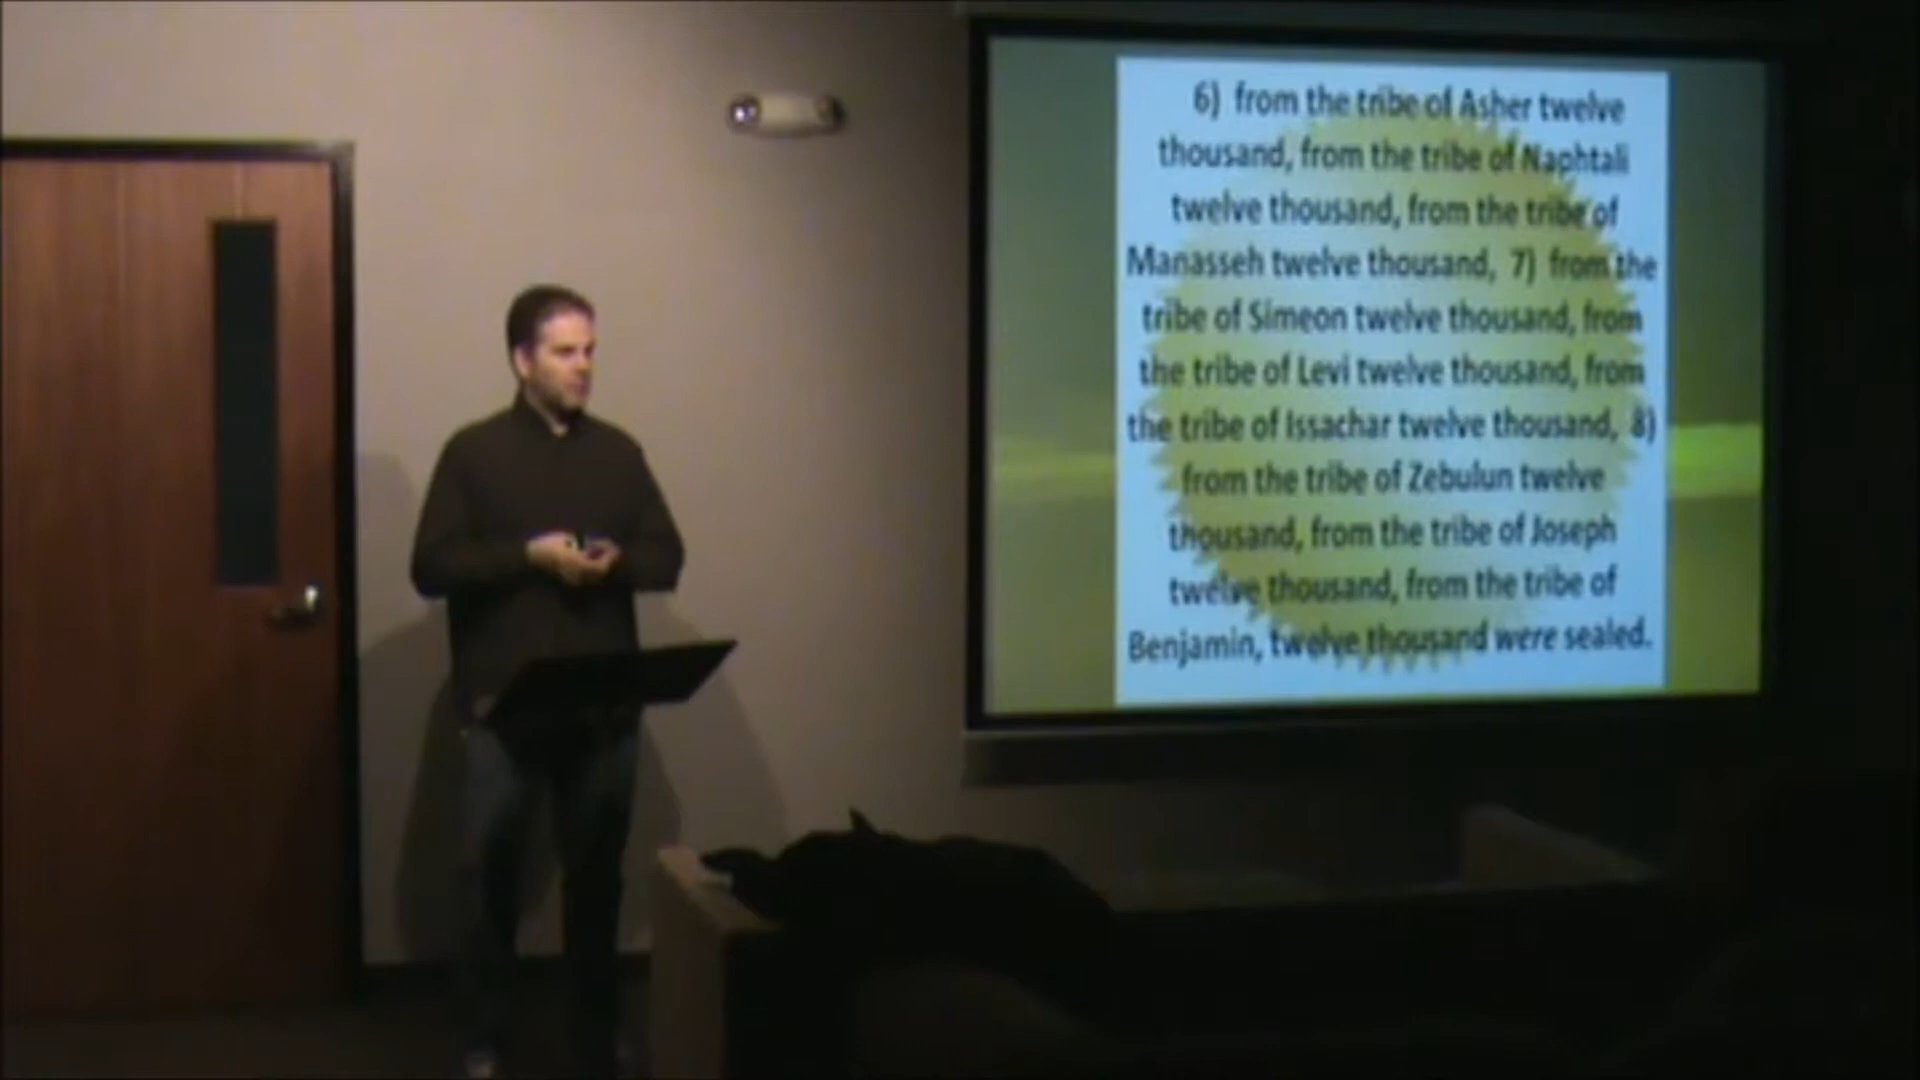 6) from the tribe of Asher twelve
thousand, from the tribe of Naphtali
twelve thousand, from the tribe of
Manasseh twelve thousand, 7) from the
tribe of Simeon twelve thousand, from
the tribe of Levi twelve thousand, from
the tribe of Issachar twelve thousand, 8)
from the tribe of Zebulun twelve
thousand, from the tribe of Joseph
twelve thousand, from the tribe of
Benjamin, twelve thousand were sealed.